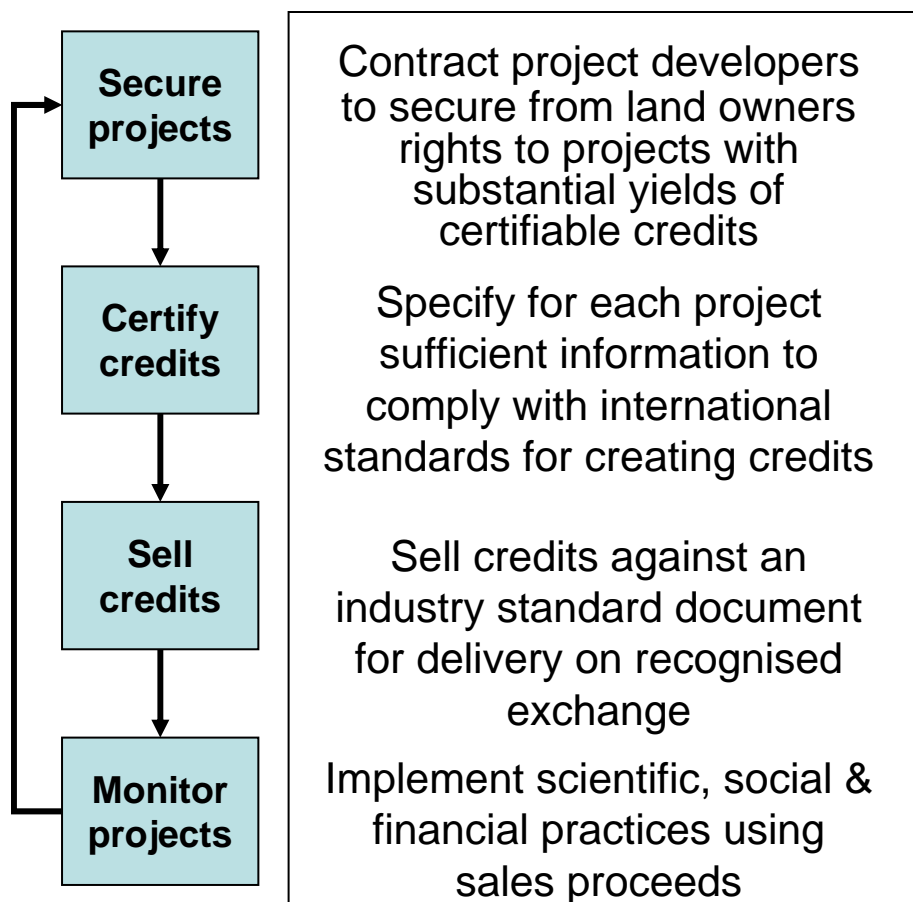 Secure
projects
Contract project developers
to secure from land owners
rights to projects with
substantial yields of
certifiable credits
Certify
credits
Specify for each project
sufficient information to
comply with international
standards for creating credits
Sell
credits
Sell credits against an
industry standard document
for delivery on recognised
exchange
Monitor
projects
Implement scientific, social &
financial practices using
sales proceeds